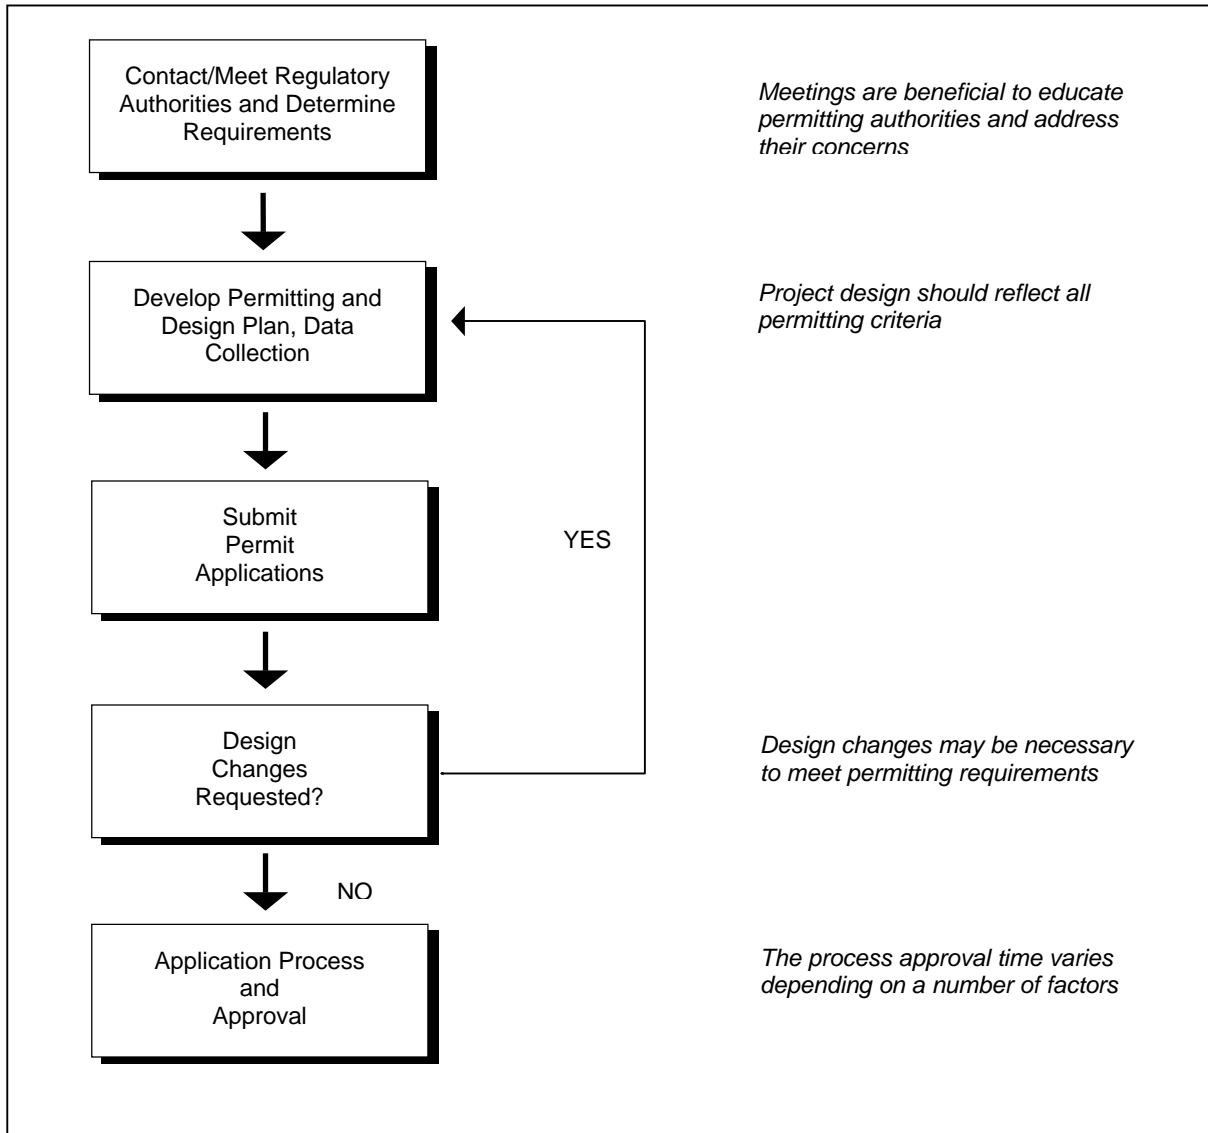 Contact/Meet Regulatory
Authorities and Determine
Requirements
Meetings are beneficial to educate
permitting authorities and address
their concerns
Develop Permitting and
Design Plan, Data
Collection
Project design should reflect all
permitting criteria
Submit
Permit
Applications
YES
Design
Changes
Requested?
Design changes may be necessary
to meet permitting requirements
NO
Application Process
and
Approval
The process approval time varies
depending on a number of factors